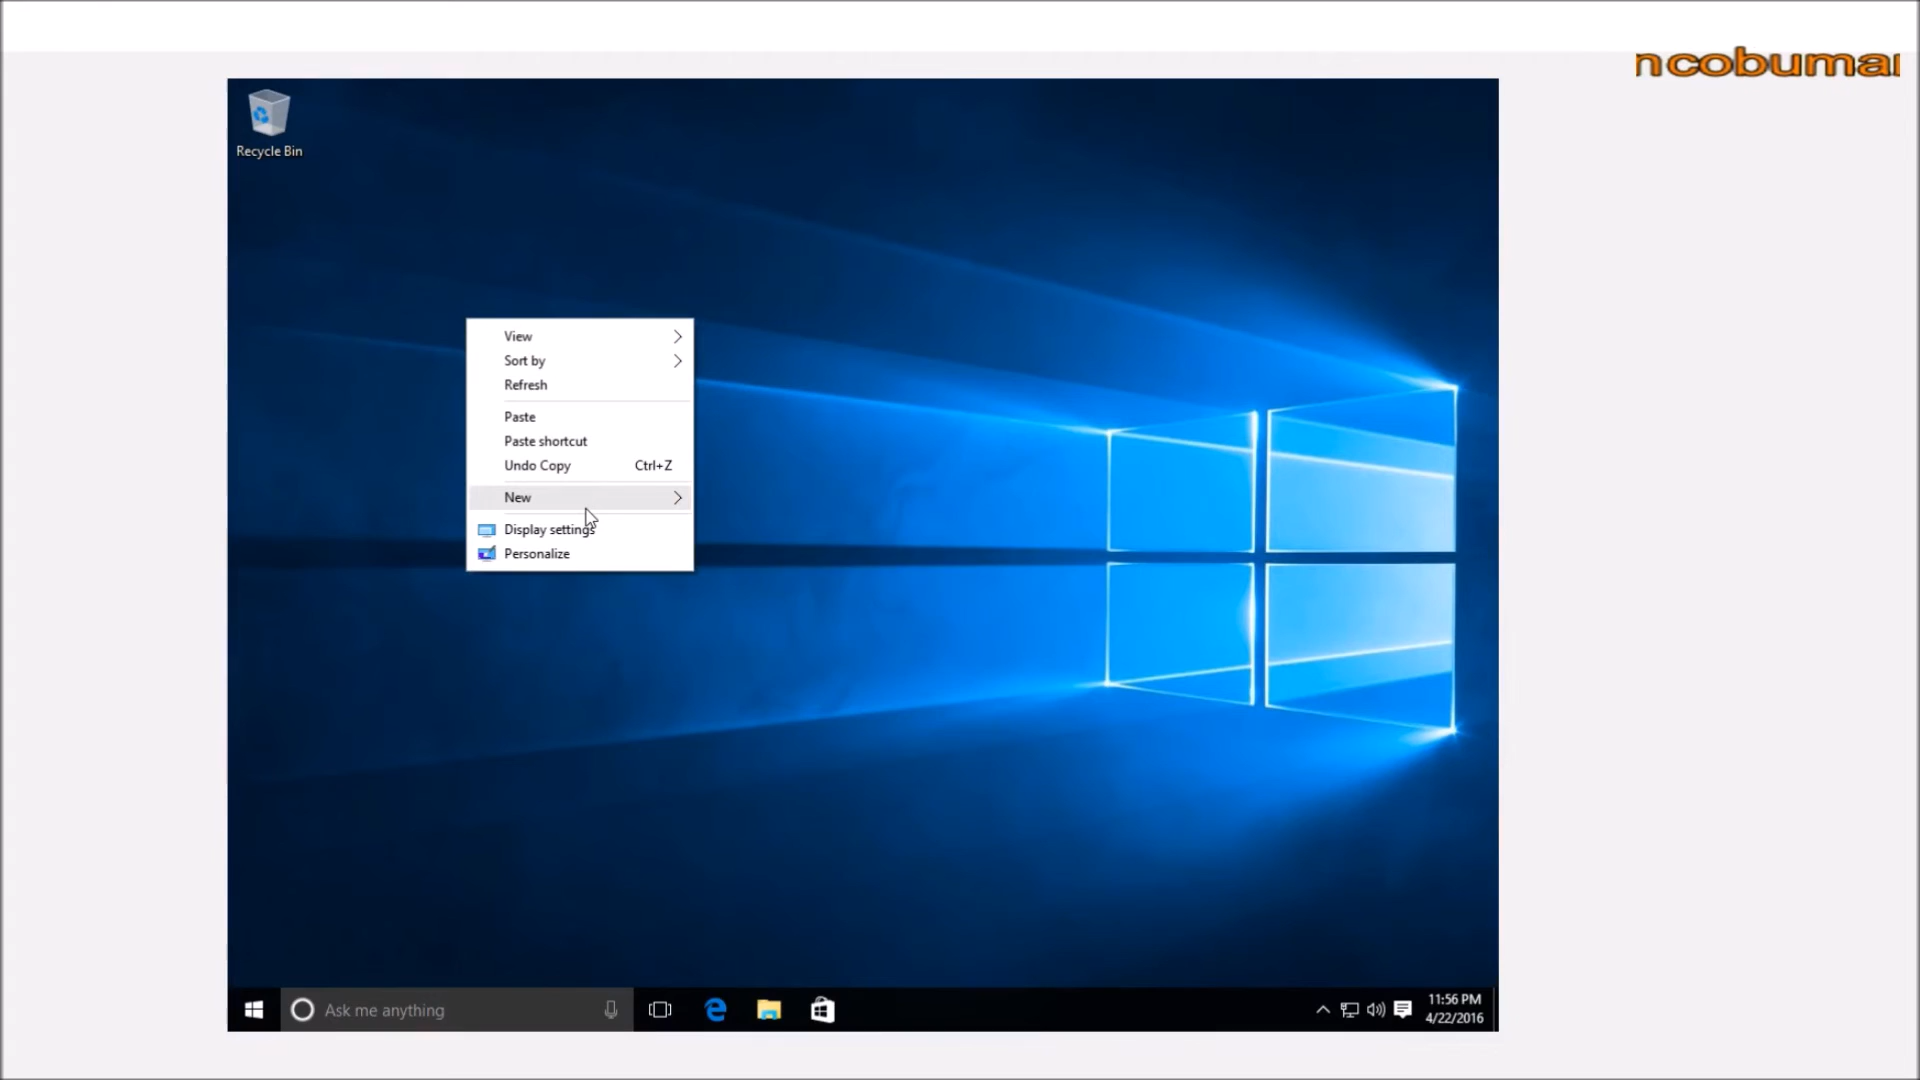 ncobuma
Recycle Bin
View
Sort by
Refresh
Paste
Paste shortcut
Undo Copy Ctrl+Z
New
Display settings
Personalize
Ask me anything
11:56 PM
4/22/2016